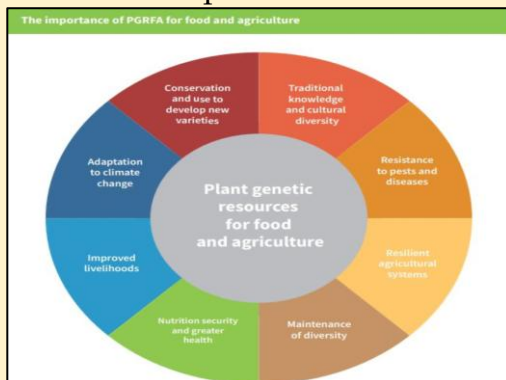 The importance of PGRFA for food and agriculture
Conservation
and use to
develop new
varieties
Traditional
knowledge
and cultural
diversity
Resistance
to pests and
diseases
Resilient
agricultural
systems
Maintenance
of diversity
Nutrition security
and greater
health
Improved
livelihoods
Adaptation
to climate
change
Plant genetic
resources
for food
and agriculture